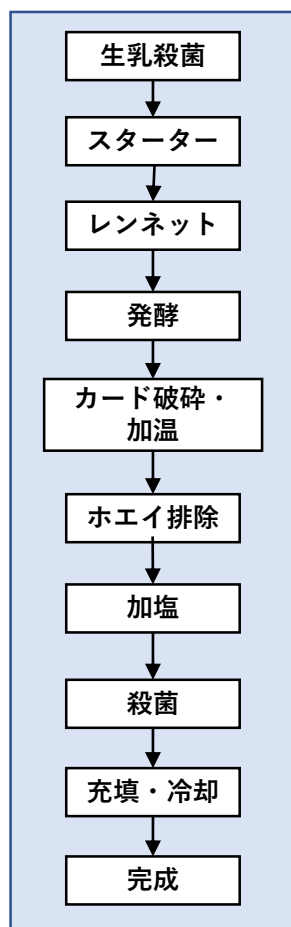 生乳殺菌
スターター
レンネット
発酵
カード破砕・
加温
ホエイ排除
加塩
殺菌
充填・冷却
完成